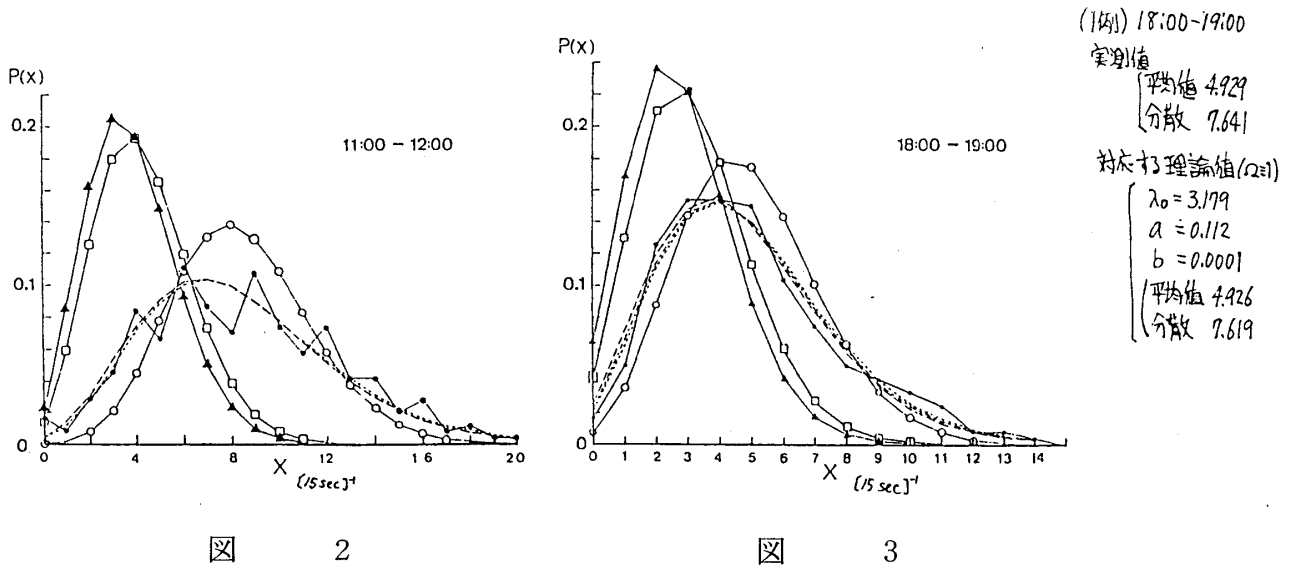 P(x)
0.2
0.1
0
11:00 – 12:00
0 4 8 12 16 20
X [15 sec]⁻¹
図 2
P(x)
0.2
0.1
0
18:00 – 19:00
0 1 2 3 4 5 6 7 8 9 10 11 12 13 14
X [15 sec]⁻¹
図 3
(1例) 18:00-19:00
実測値
平均値 4.929
分散 7.641
対応する理論値(Ω≡1)
λ₀=3.179
a≒0.112
b=0.0001
平均値 4.926
分散 7.619